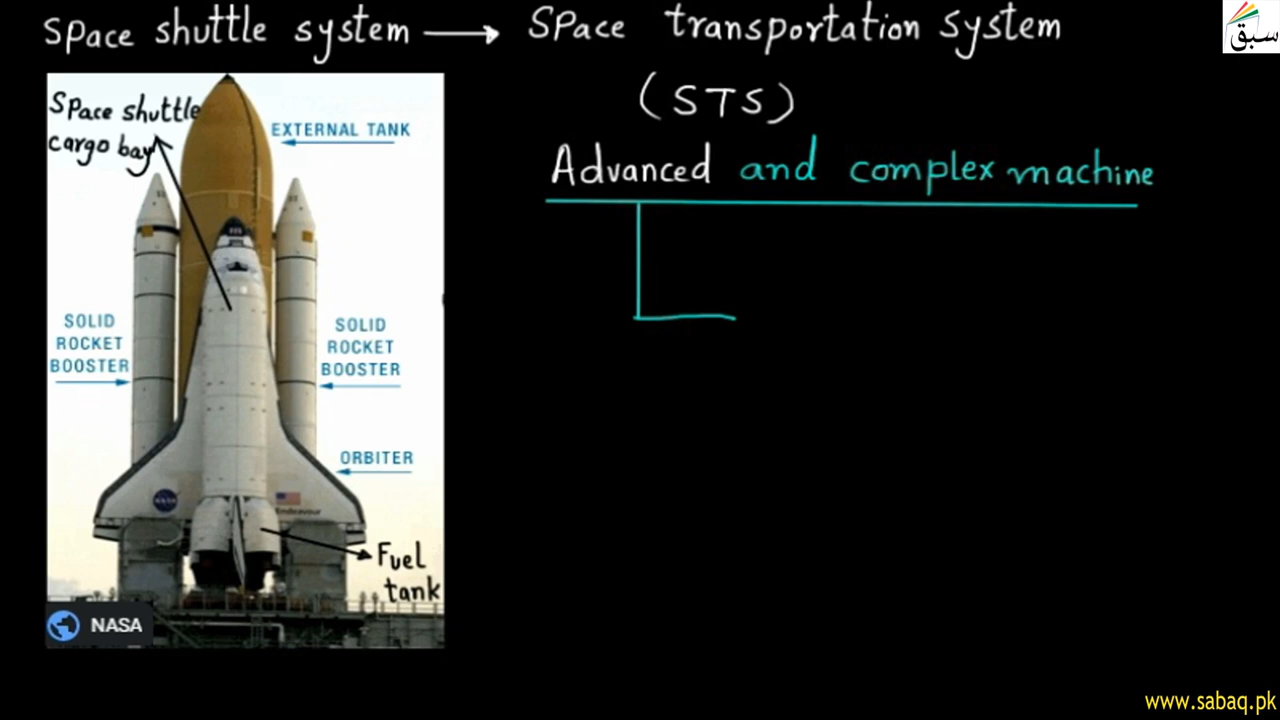 Space shuttle system → Space transportation system
(STS)
Advanced and complex machine
سبق
Space shuttle
cargo bay
EXTERNAL TANK
SOLID
ROCKET
BOOSTER
SOLID
ROCKET
BOOSTER
ORBITER
NASA
Endeavour
Fuel
tank
NASA
www.sabaq.pk